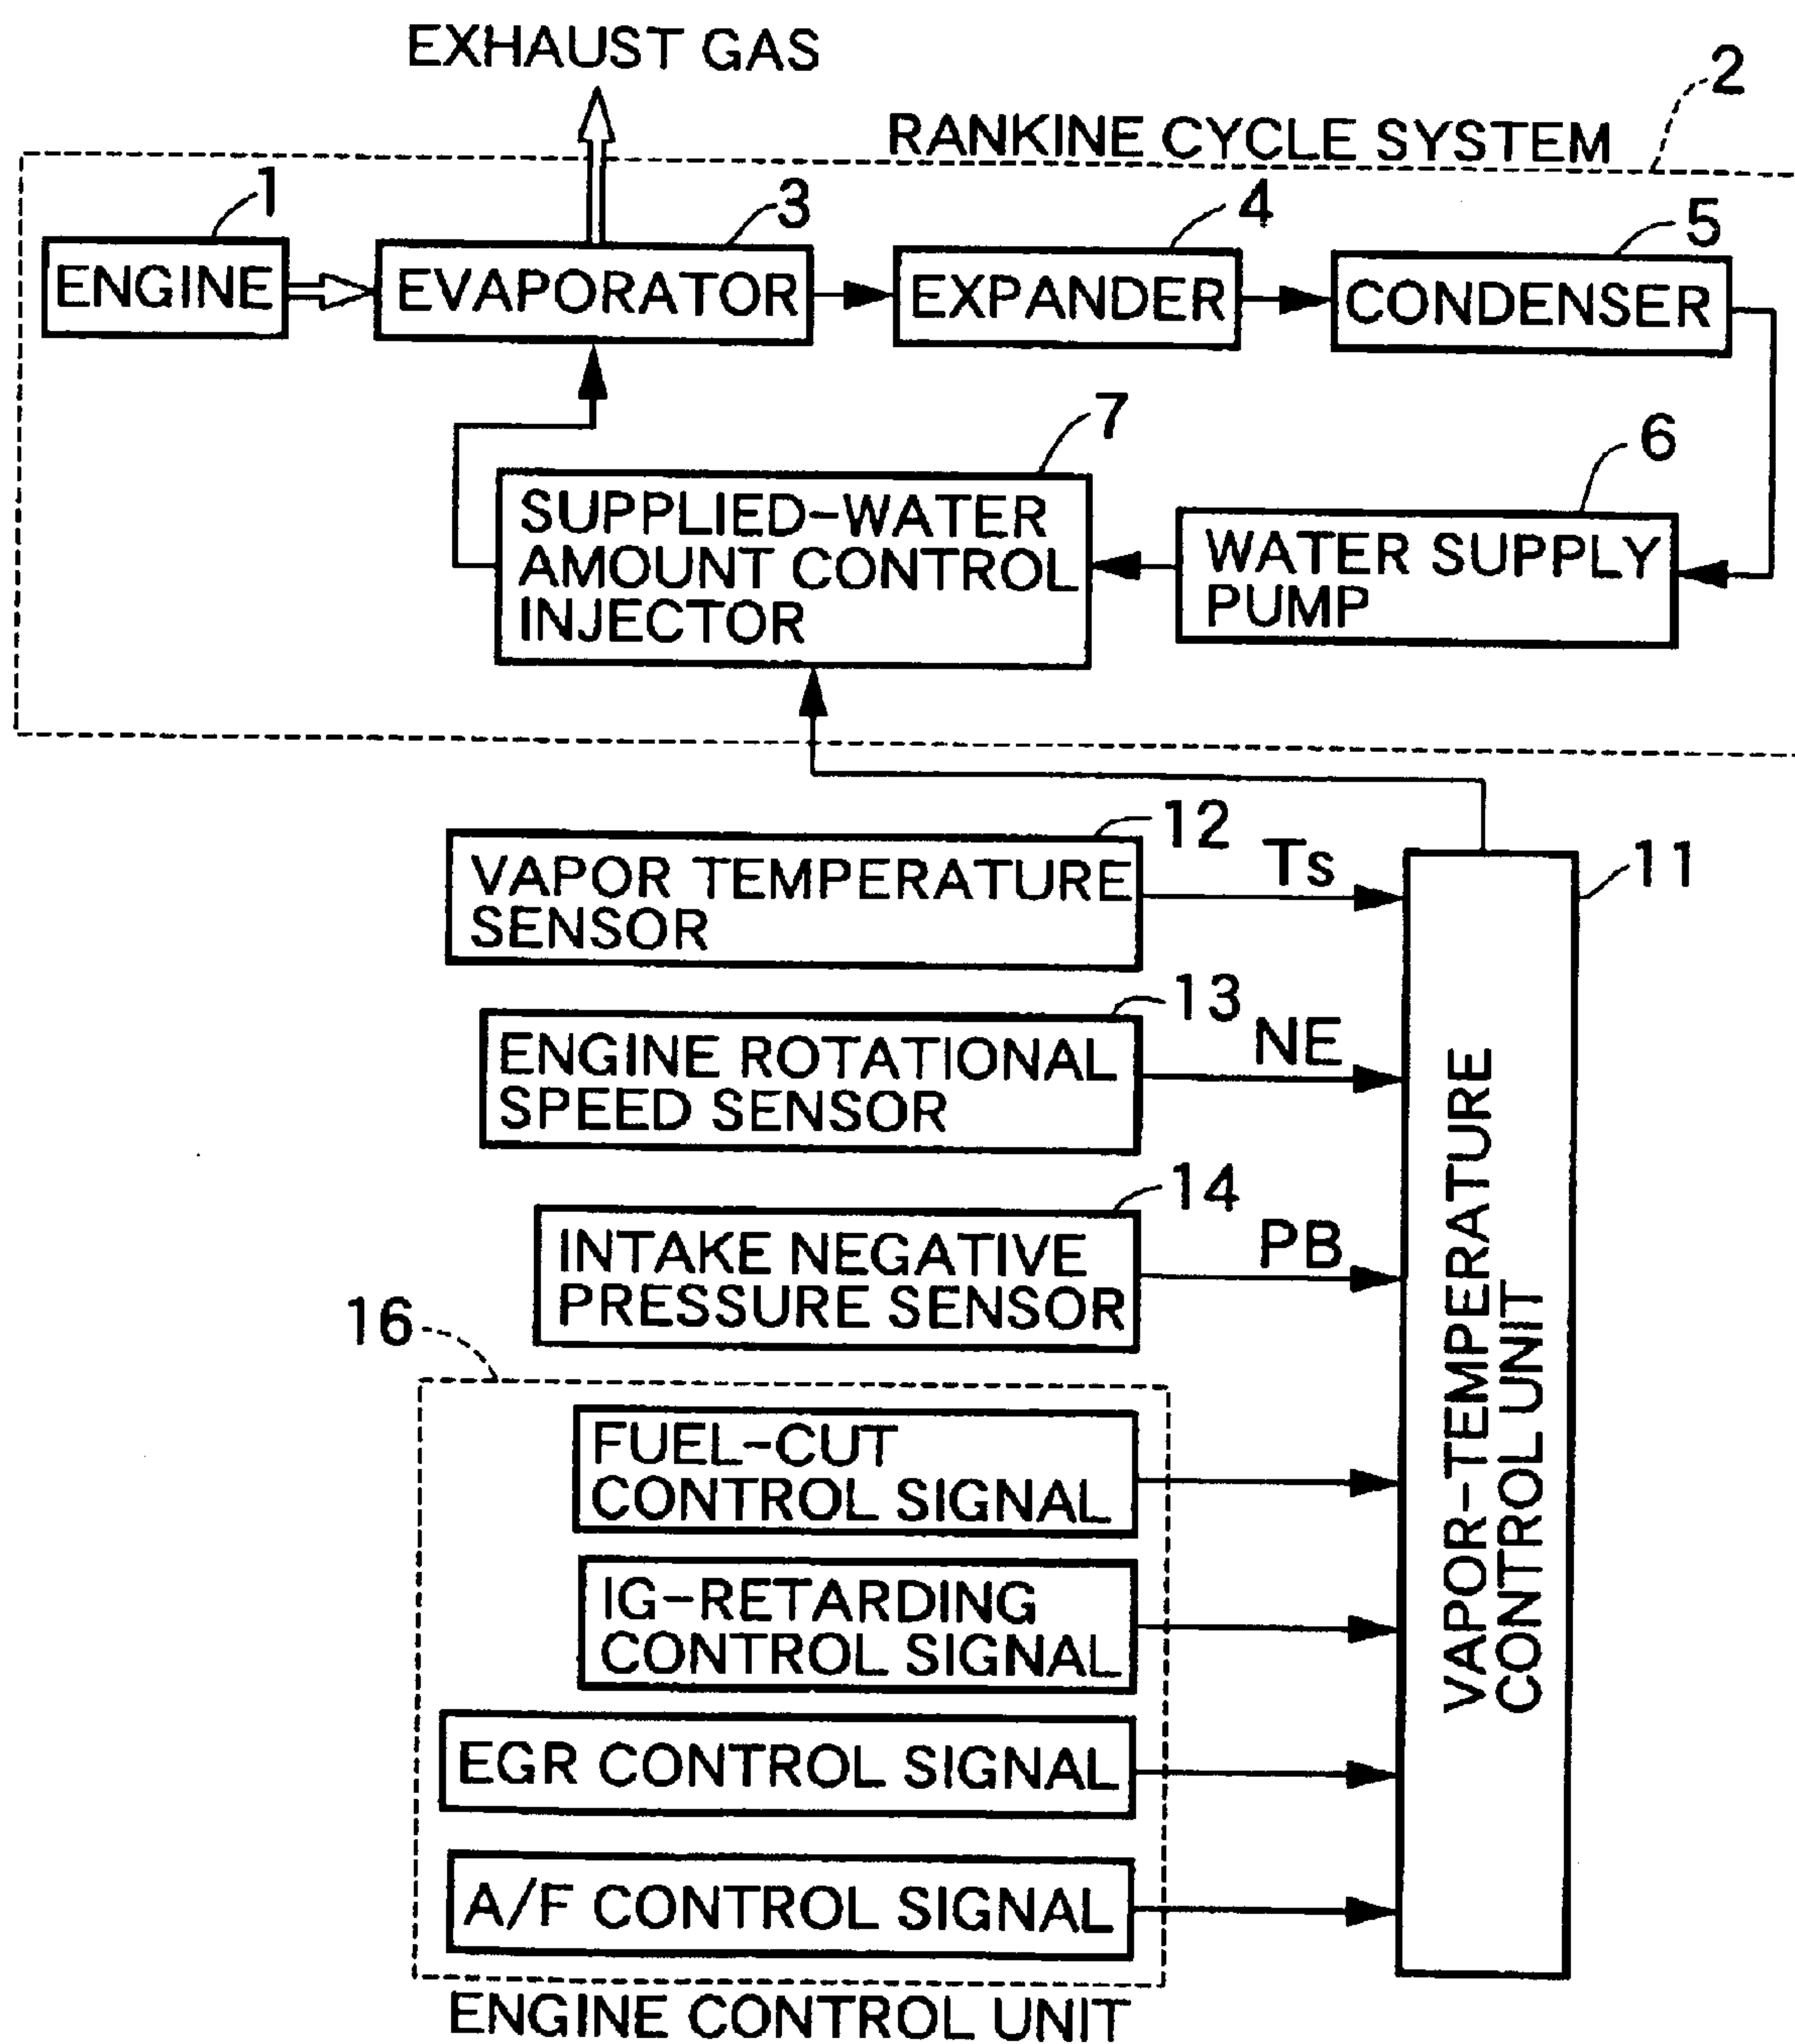 EXHAUST GAS
2
RANKINE CYCLE SYSTEM
1
3
4
5
ENGINE
EVAPORATOR
EXPANDER
CONDENSER
7
6
SUPPLIED-WATER
AMOUNT CONTROL
INJECTOR
WATER SUPPLY
PUMP
12
VAPOR TEMPERATURE
SENSOR
Ts
11
13
ENGINE ROTATIONAL
SPEED SENSOR
NE
14
INTAKE NEGATIVE
PRESSURE SENSOR
PB
VAPOR-TEMPERATURE
CONTROL UNIT
16
FUEL-CUT
CONTROL SIGNAL
IG-RETARDING
CONTROL SIGNAL
EGR CONTROL SIGNAL
A/F CONTROL SIGNAL
ENGINE CONTROL UNIT